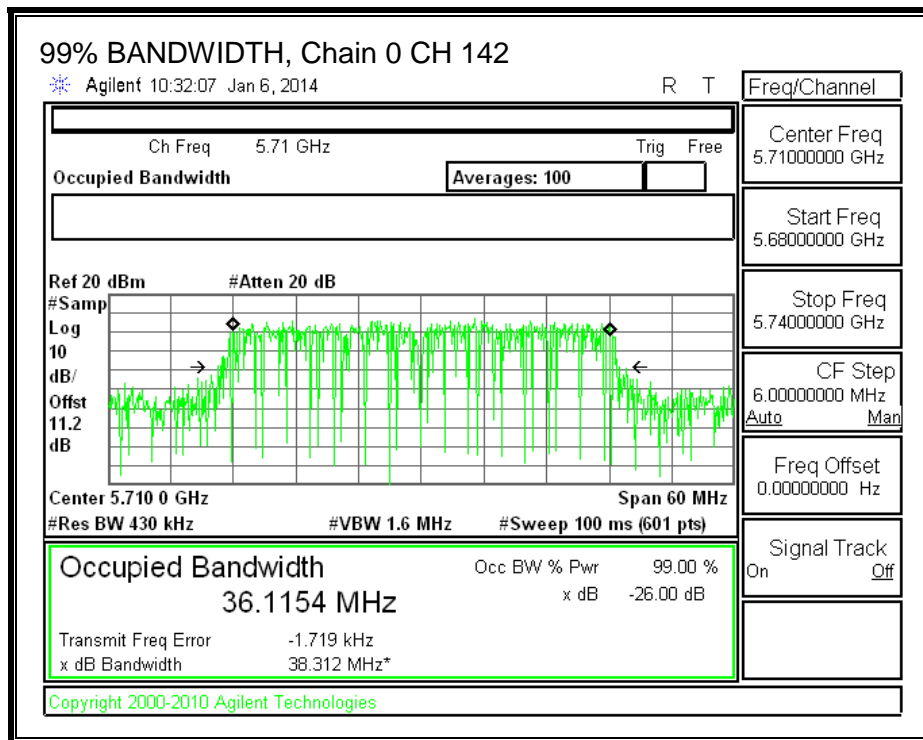 99% BANDWIDTH, Chain 0 CH 142
Agilent 10:32:07 Jan 6, 2014 R T
Freq/Channel
Ch Freq 5.71 GHz Trig Free
Occupied Bandwidth Averages: 100
Center Freq
5.71000000 GHz
Start Freq
5.68000000 GHz
Stop Freq
5.74000000 GHz
CF Step
6.00000000 MHz
Auto Man
Freq Offset
0.00000000 Hz
Signal Track
On Off
Ref 20 dBm #Atten 20 dB
#Samp
Log
10
dB/
Offst
11.2
dB
Center 5.710 0 GHz Span 60 MHz
#Res BW 430 kHz #VBW 1.6 MHz #Sweep 100 ms (601 pts)
Occupied Bandwidth Occ BW % Pwr 99.00 %
36.1154 MHz x dB -26.00 dB
Transmit Freq Error -1.719 kHz
x dB Bandwidth 38.312 MHz*
Copyright 2000-2010 Agilent Technologies